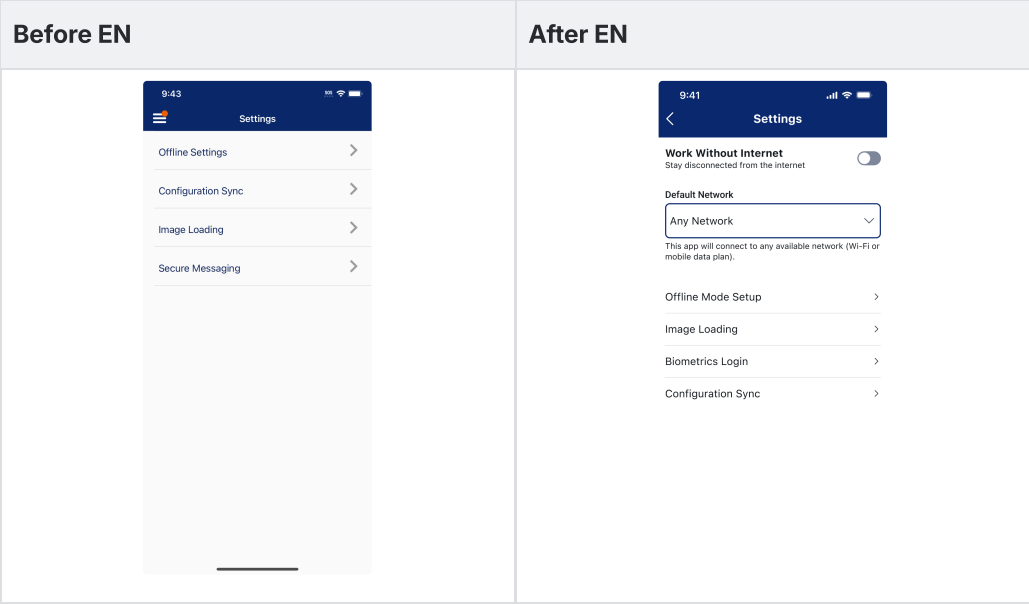 Before EN
After EN
9:43
SOS
Settings
Offline Settings
Configuration Sync
Image Loading
Secure Messaging
9:41
Settings
Work Without Internet
Stay disconnected from the internet
Default Network
Any Network
This app will connect to any available network (Wi-Fi or
mobile data plan).
Offline Mode Setup
Image Loading
Biometrics Login
Configuration Sync